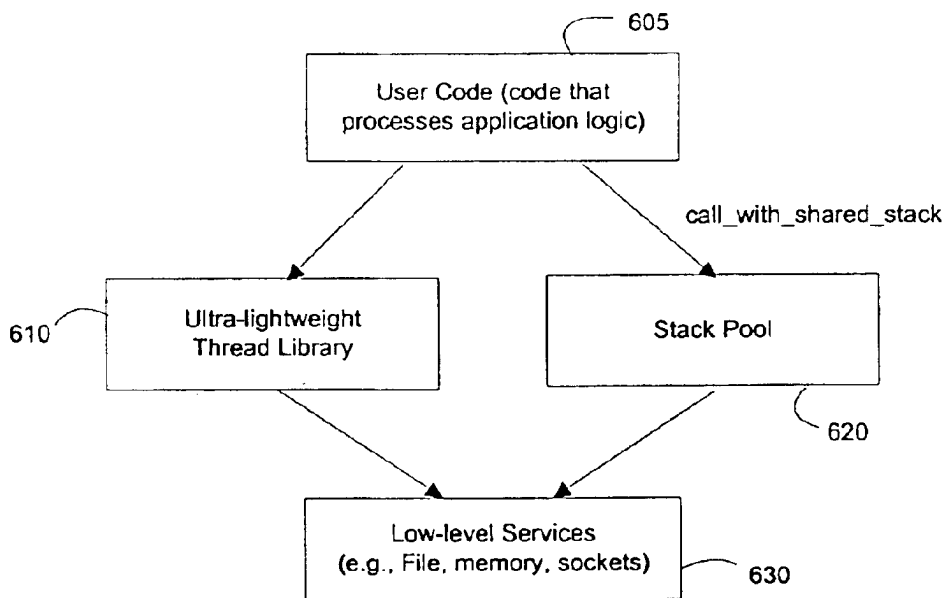 605
User Code (code that
processes application logic)
call_with_shared_stack
610
Ultra-lightweight
Thread Library
Stack Pool
620
Low-level Services
(e.g., File, memory, sockets)
630